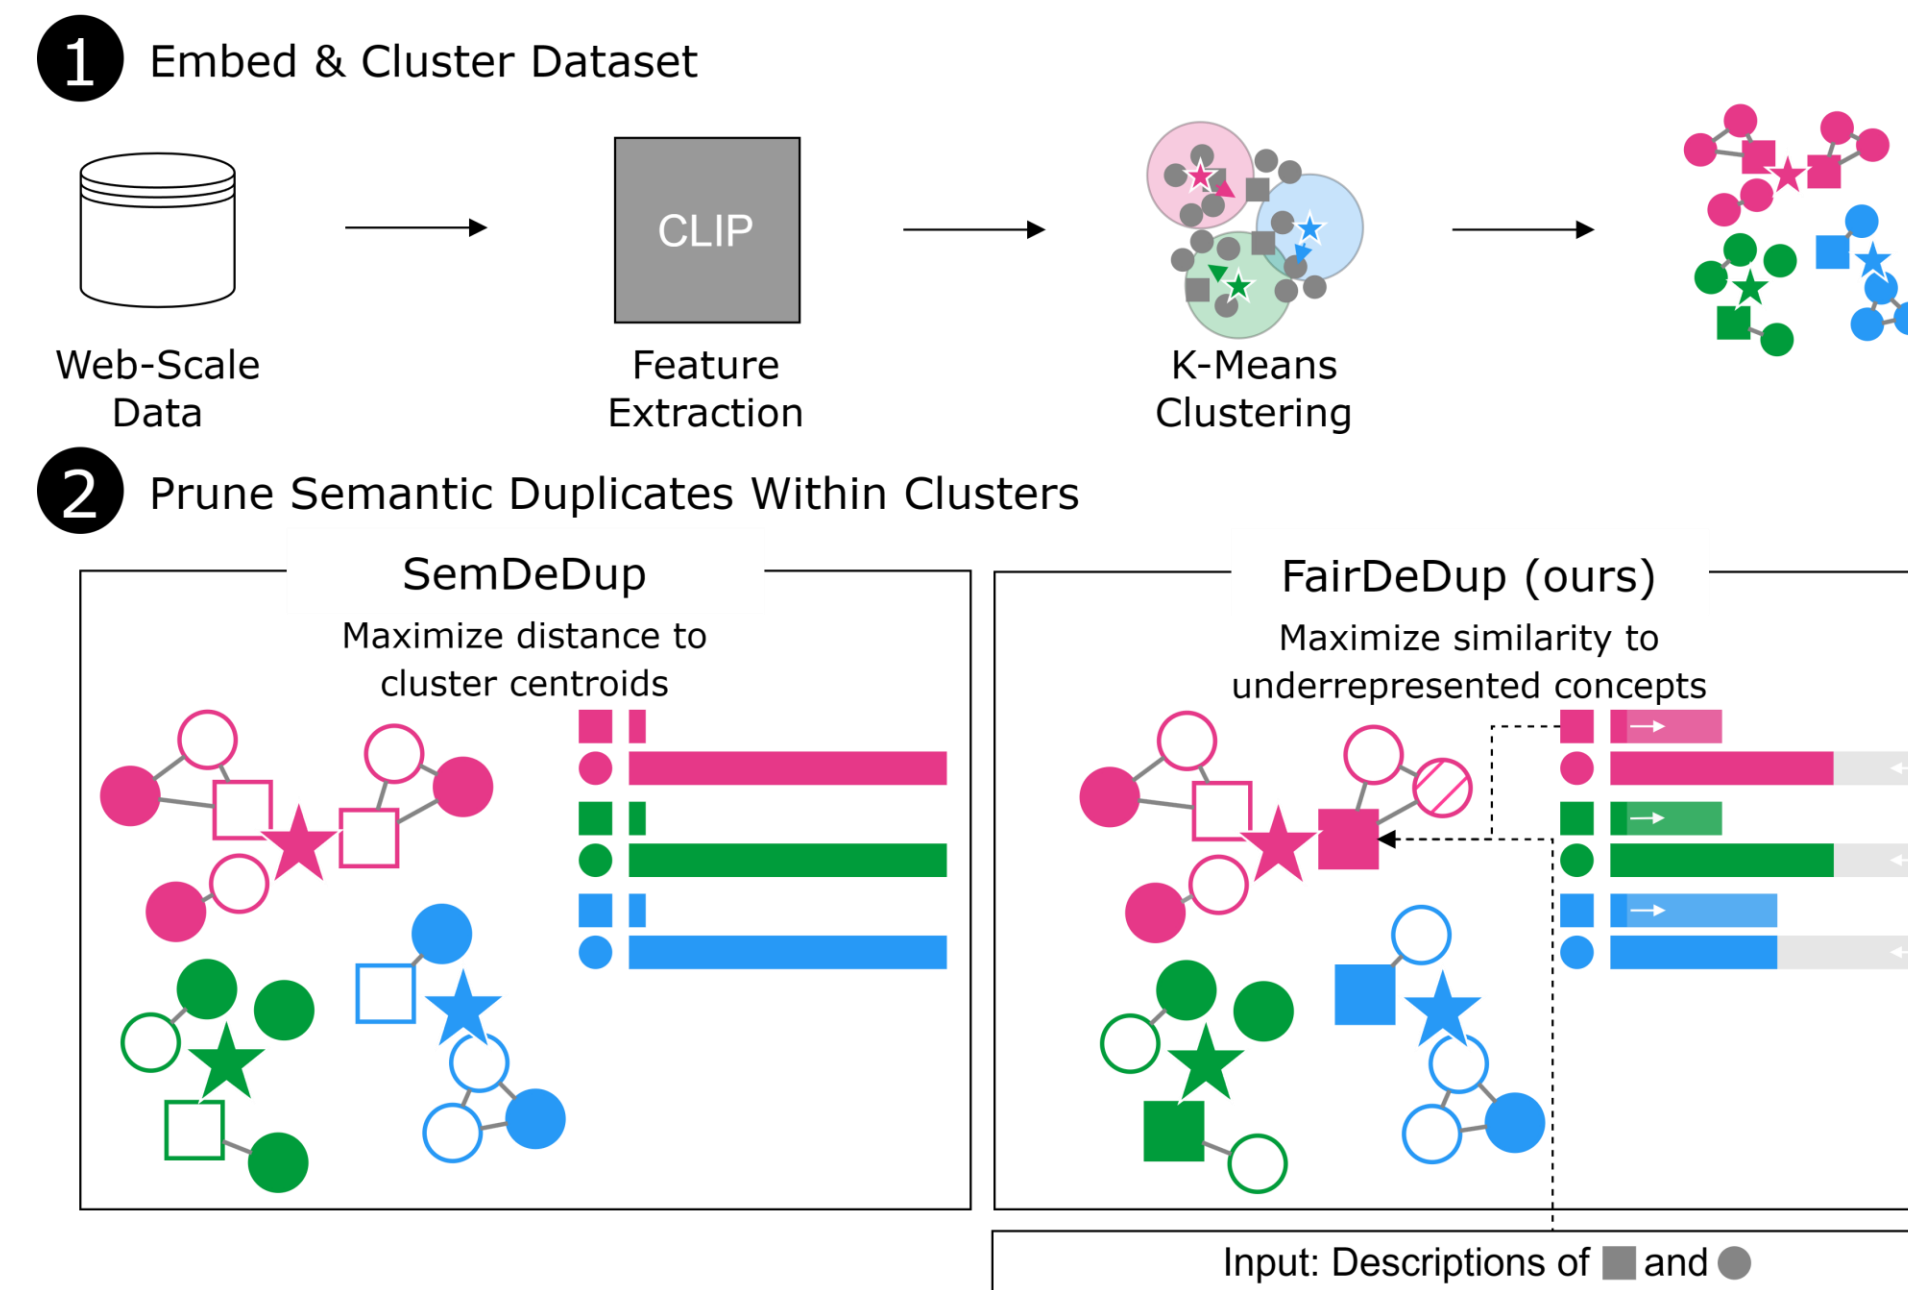 1 Embed & Cluster Dataset
CLIP
Web-Scale
Data
Feature
Extraction
K-Means
Clustering
2 Prune Semantic Duplicates Within Clusters
SemDeDup
Maximize distance to
cluster centroids
FairDeDup (ours)
Maximize similarity to
underrepresented concepts
Input: Descriptions of and